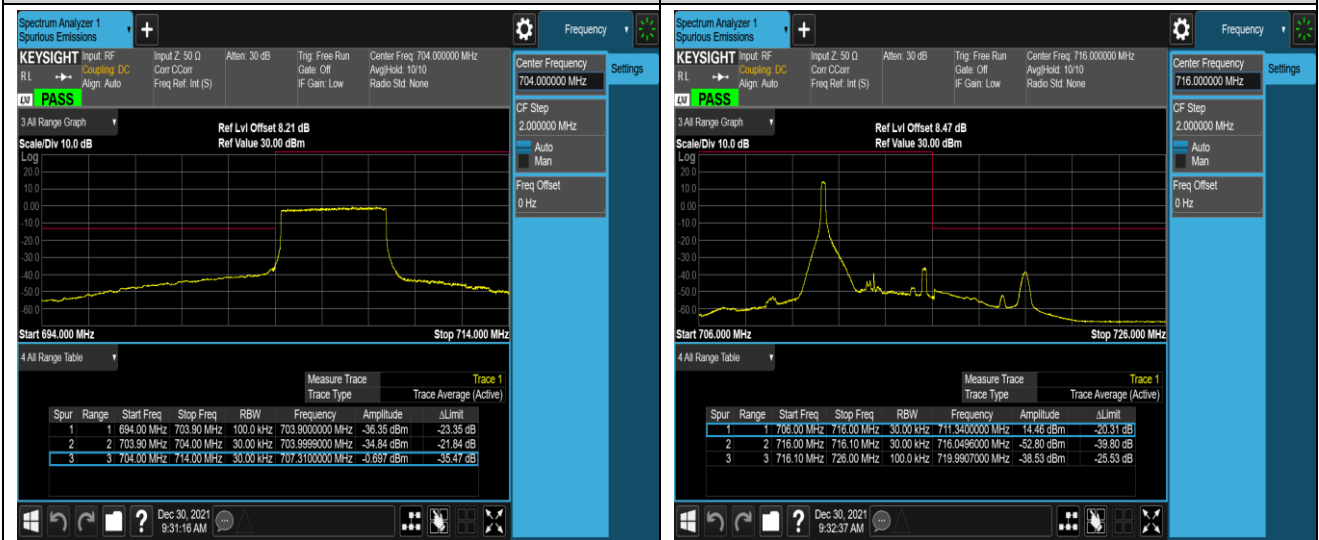 Spectrum Analyzer 1
Spurious Emissions
+
Frequency
KEYSIGHT Input: RF Input Z: 50 Ω Atten: 30 dB Trig: Free Run Center Freq: 704.000000 MHz
R L Coupling: DC Corr CCorr Gate: Off Avg|Hold: 10/10
Align: Auto Freq Ref: Int (S) IF Gain: Low Radio Std: None
LXI PASS
3 All Range Graph
Ref Lvl Offset 8.21 dB
Scale/Div 10.0 dB Ref Value 30.00 dBm
Log
20.0
10.0
0.00
-10.0
-20.0
-30.0
-40.0
-50.0
-60.0
Start 694.000 MHz Stop 714.000 MHz
4 All Range Table
Measure Trace Trace 1
Trace Type Trace Average (Active)
Spur Range Start Freq Stop Freq RBW Frequency Amplitude ΔLimit
1 1 694.00 MHz 703.90 MHz 100.0 kHz 703.9000000 MHz -36.35 dBm -23.35 dB
2 2 703.90 MHz 704.00 MHz 30.00 kHz 703.9999000 MHz -34.84 dBm -21.84 dB
3 3 704.00 MHz 714.00 MHz 30.00 kHz 707.3100000 MHz -0.697 dBm -35.47 dB
?
Dec 30, 2021
9:31:16 AM
Center Frequency
704.000000 MHz
Settings
CF Step
2.000000 MHz
Auto
Man
Freq Offset
0 Hz
Spectrum Analyzer 1
Spurious Emissions
+
Frequency
KEYSIGHT Input: RF Input Z: 50 Ω Atten: 30 dB Trig: Free Run Center Freq: 716.000000 MHz
R L Coupling: DC Corr CCorr Gate: Off Avg|Hold: 10/10
Align: Auto Freq Ref: Int (S) IF Gain: Low Radio Std: None
LXI PASS
3 All Range Graph
Ref Lvl Offset 8.47 dB
Scale/Div 10.0 dB Ref Value 30.00 dBm
Log
20.0
10.0
0.00
-10.0
-20.0
-30.0
-40.0
-50.0
-60.0
Start 706.000 MHz Stop 726.000 MHz
4 All Range Table
Measure Trace Trace 1
Trace Type Trace Average (Active)
Spur Range Start Freq Stop Freq RBW Frequency Amplitude ΔLimit
1 1 706.00 MHz 716.00 MHz 30.00 kHz 711.3400000 MHz 14.46 dBm -20.31 dB
2 2 716.00 MHz 716.10 MHz 30.00 kHz 716.0496000 MHz -52.80 dBm -39.80 dB
3 3 716.10 MHz 726.00 MHz 100.0 kHz 719.9907000 MHz -38.53 dBm -25.53 dB
?
Dec 30, 2021
9:32:37 AM
Center Frequency
716.000000 MHz
Settings
CF Step
2.000000 MHz
Auto
Man
Freq Offset
0 Hz